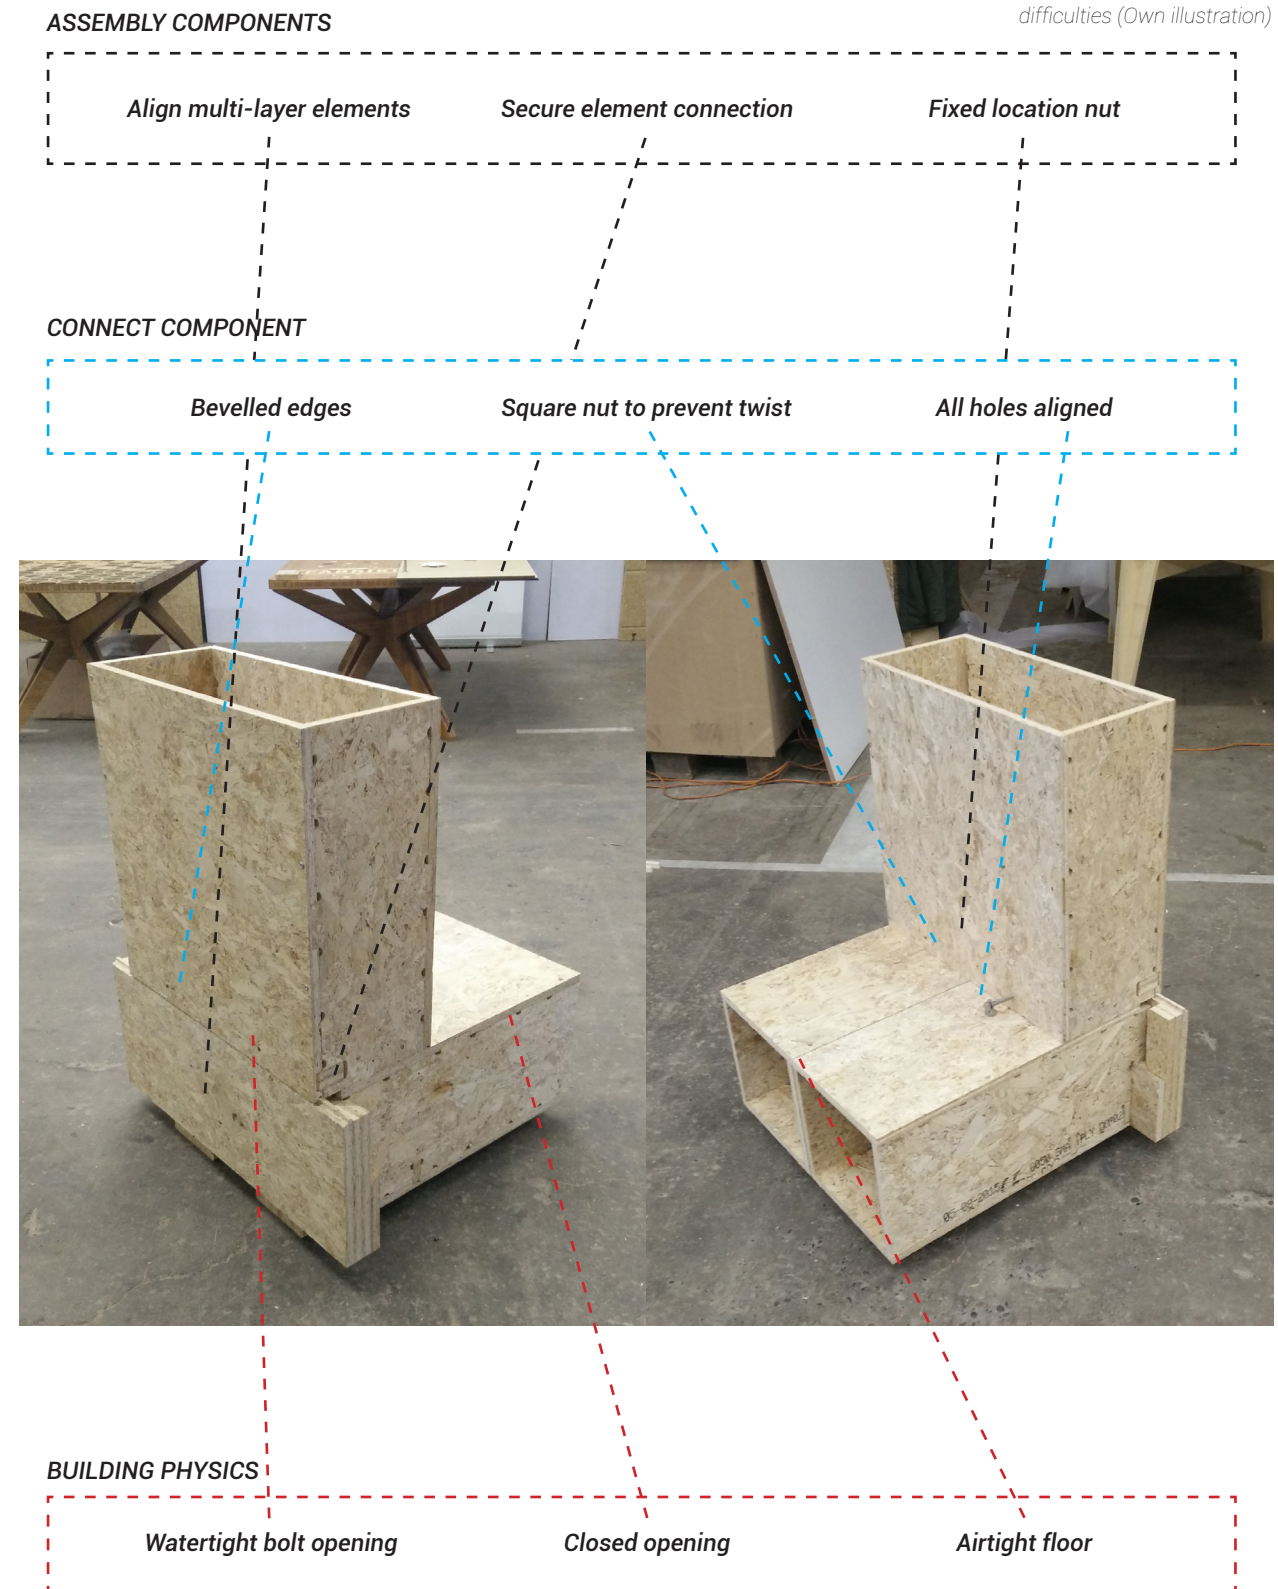 difficulties (Own illustration)
ASSEMBLY COMPONENTS
Align multi-layer elements
Secure element connection
Fixed location nut
CONNECT COMPONENT
Bevelled edges
Square nut to prevent twist
All holes aligned
BUILDING PHYSICS
Watertight bolt opening
Closed opening
Airtight floor